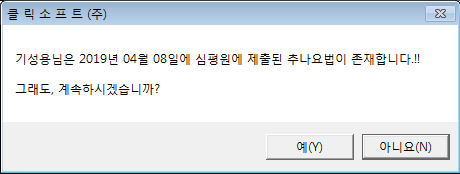 클 릭 소 프 트 (주)
기성용님은 2019년 04월 08일에 심평원에 제출된 추나요법이 존재합니다.!!
그래도, 계속하시겠습니까?
예(Y)
아니요(N)